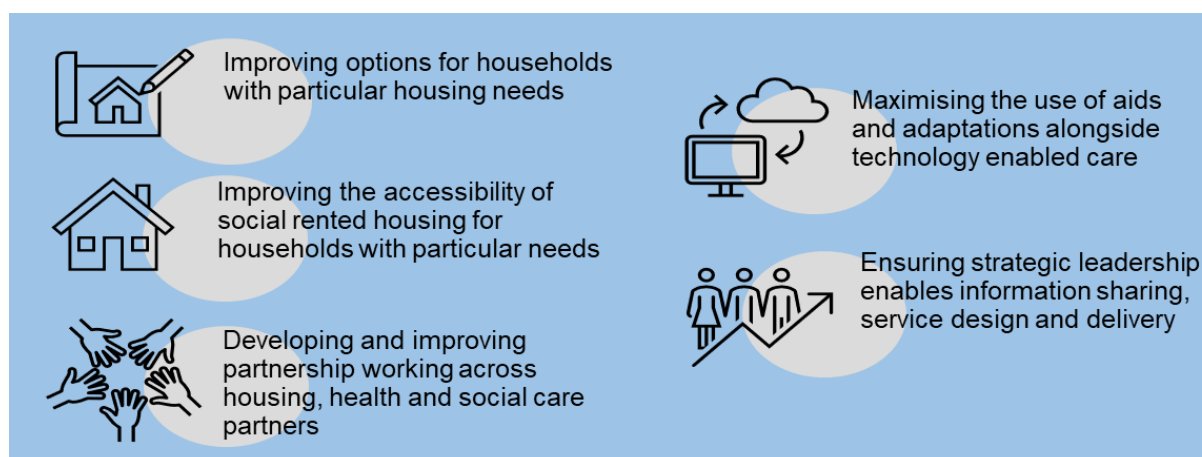 Improving options for households
with particular housing needs
Improving the accessibility of
social rented housing for
households with particular needs
Developing and improving
partnership working across
housing, health and social care
partners
Maximising the use of aids
and adaptations alongside
technology enabled care
Ensuring strategic leadership
enables information sharing,
service design and delivery